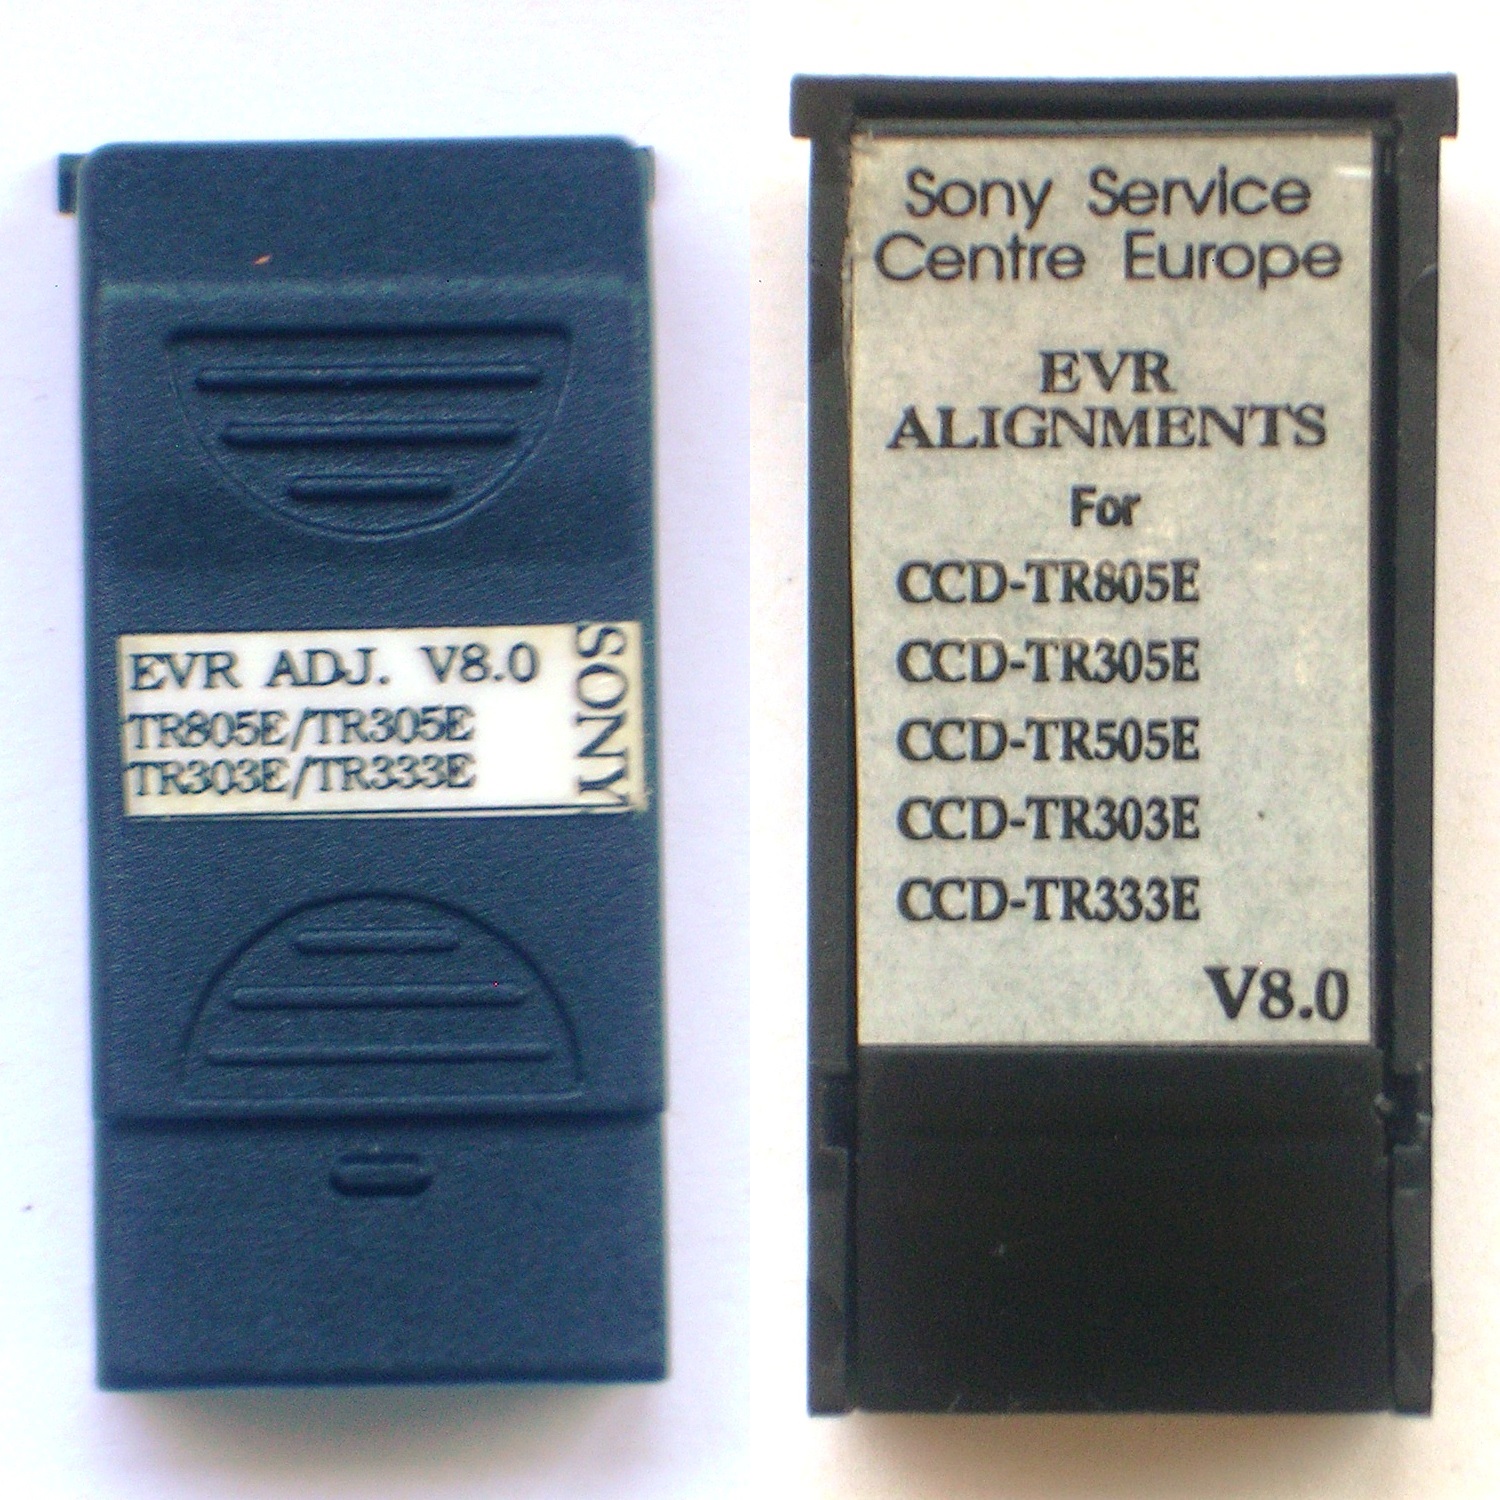 EVR ADJ. V8.0
TR805E/TR305E
TR303E/TR333E
SONY
Sony Service
Centre Europe
EVR
ALIGNMENTS
For
CCD-TR805E
CCD-TR305E
CCD-TR505E
CCD-TR303E
CCD-TR333E
V8.0